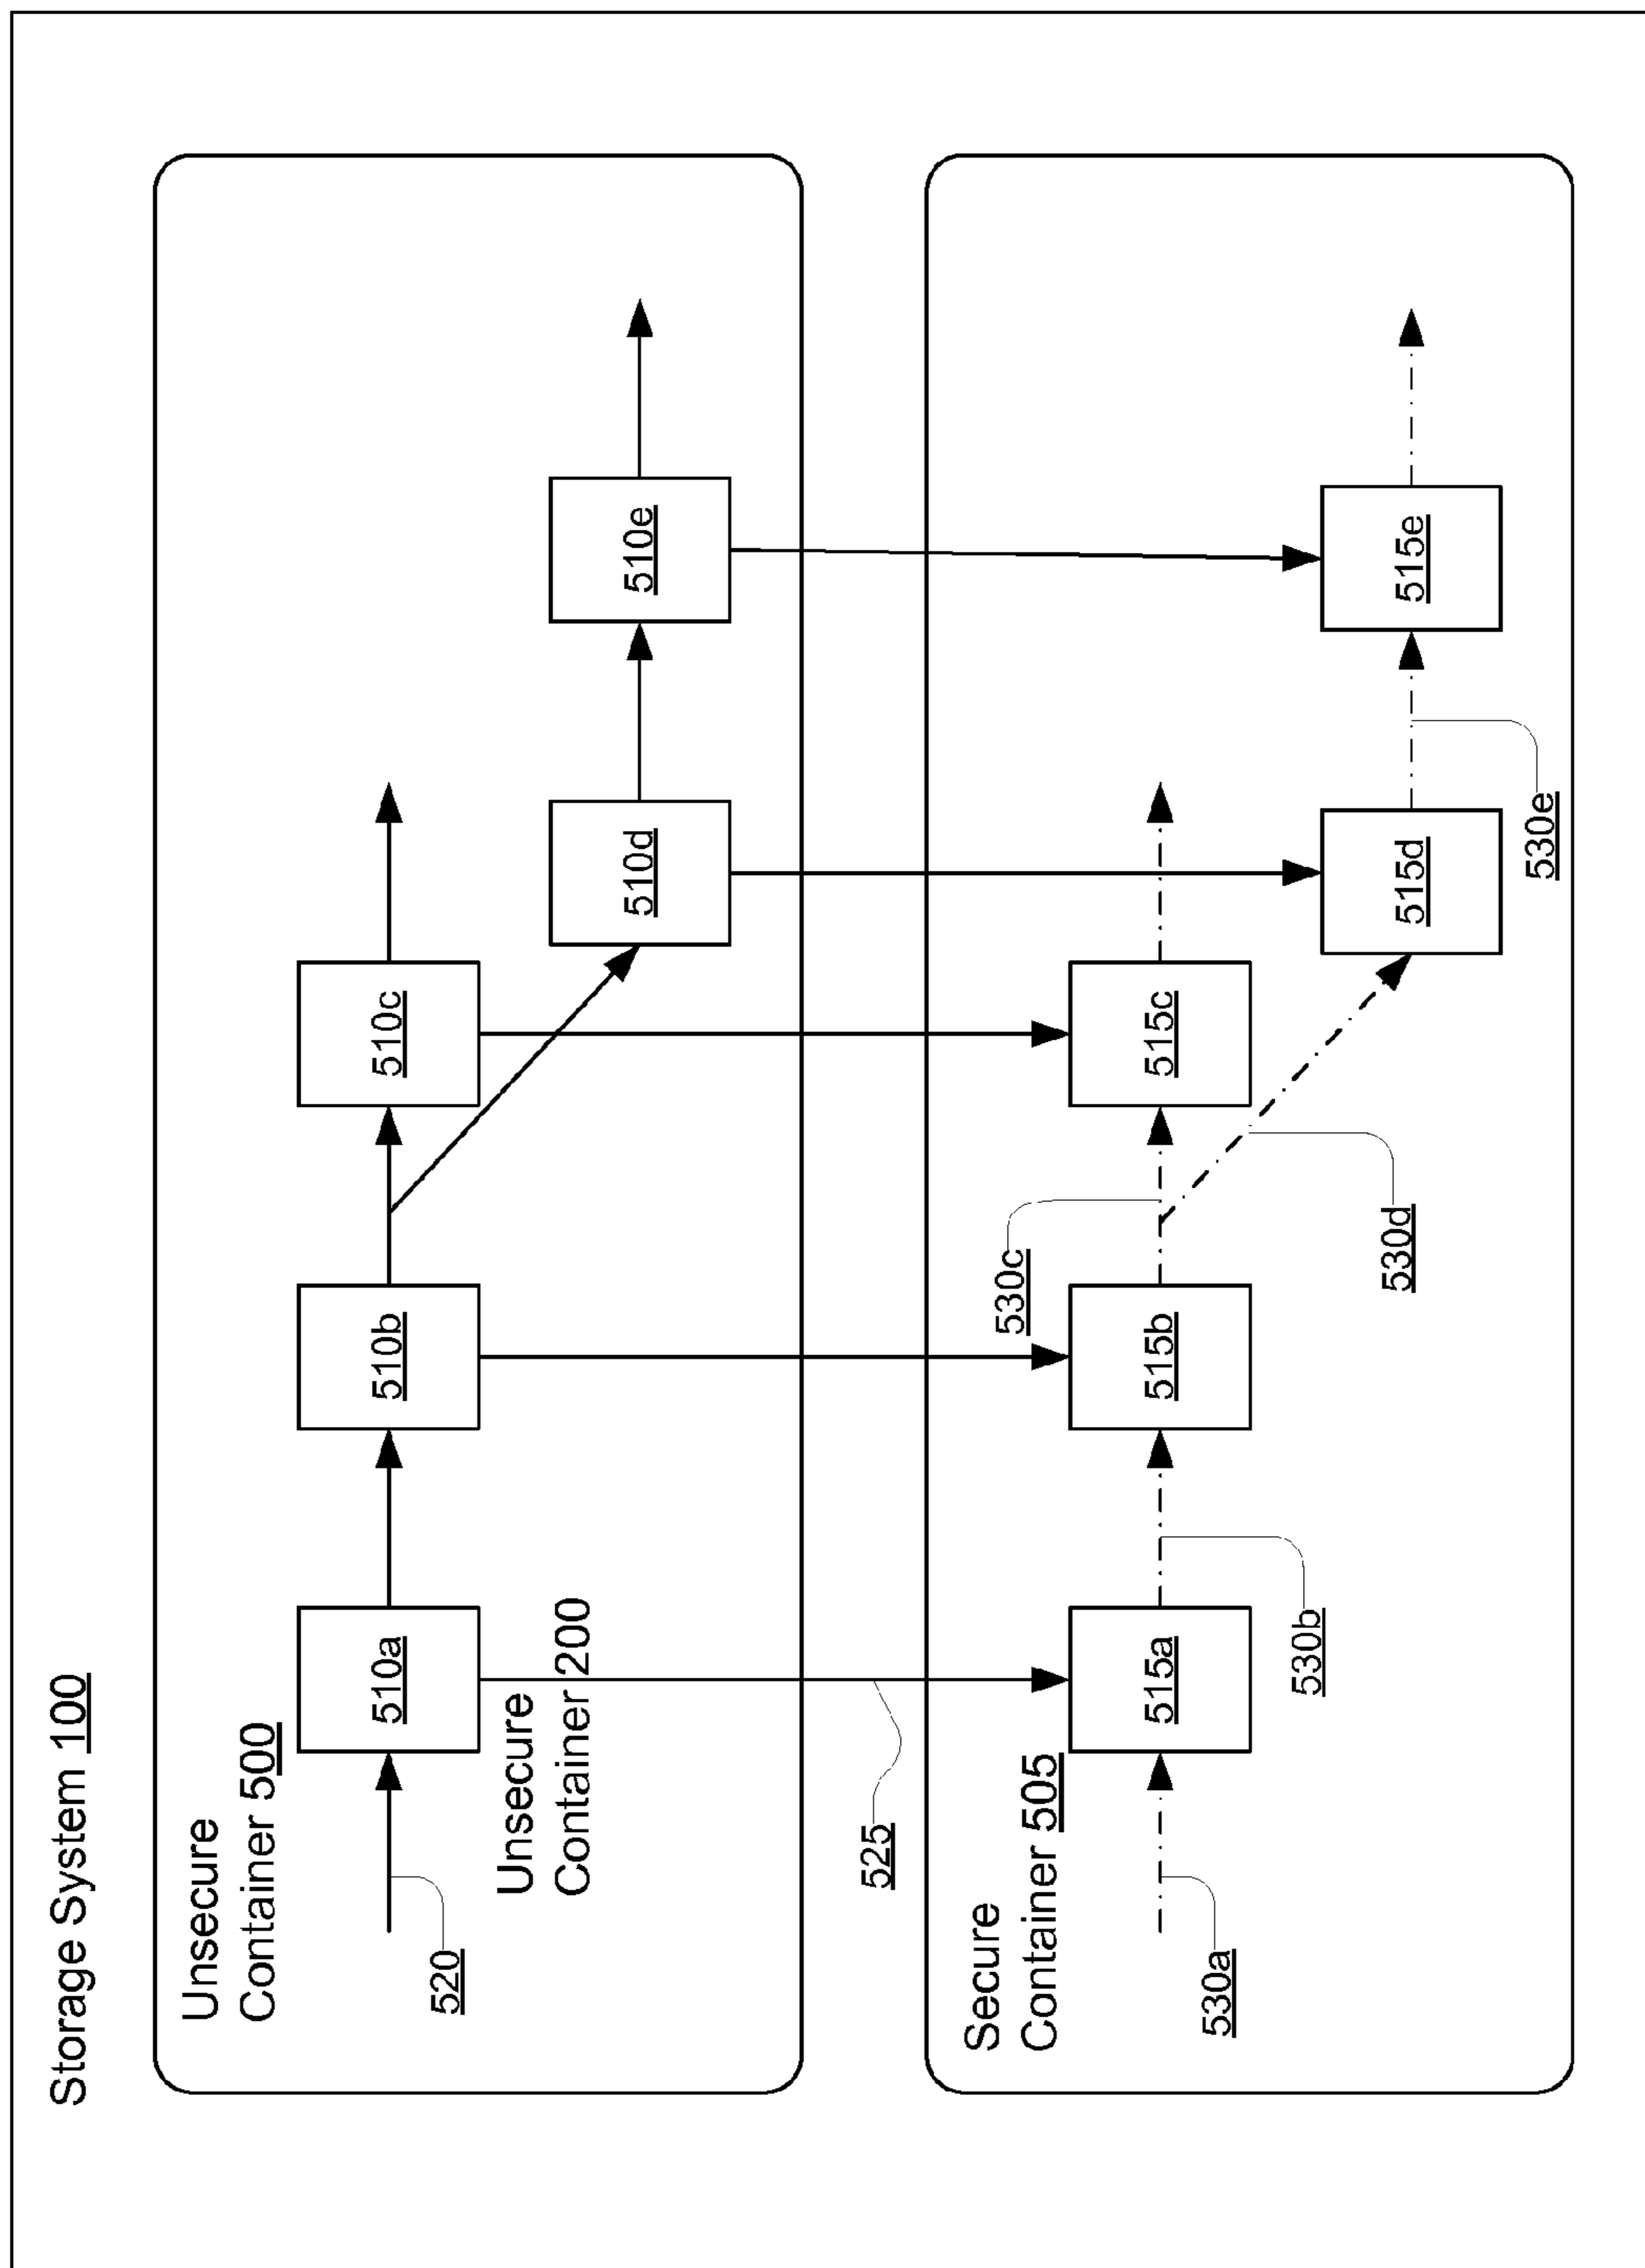 Storage System 100
Unsecure
Container 500
520
510a
510b
510c
510d
510e
Unsecure
Container 200
525
Secure
Container 505
530a
515a
530b
515b
530c
530d
515c
515d
530e
515e